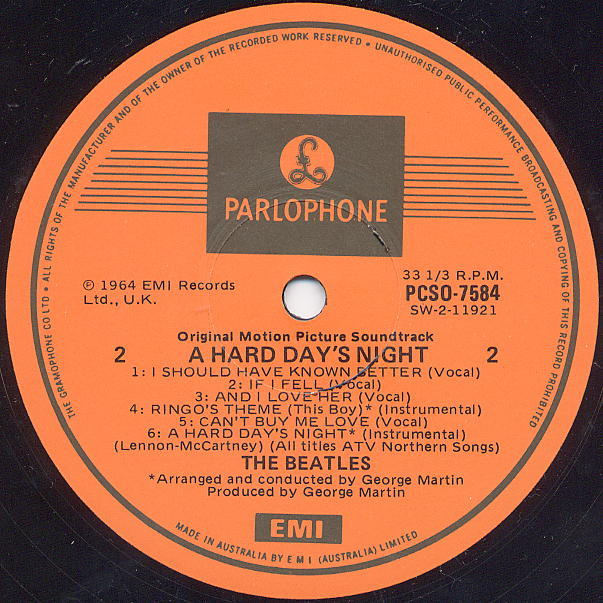 THE GRAMOPHONE CO LTD • ALL RIGHTS OF THE MANUFACTURER AND OF THE OWNER OF THE RECORDED WORK RESERVED • UNAUTHORISED PUBLIC PERFORMANCE BROADCASTING AND COPYING OF THIS RECORD PROHIBITED
£
PARLOPHONE
℗ 1964 EMI Records
Ltd., U.K.
33 1/3 R.P.M.
PCSO-7584
SW-2-11921
Original Motion Picture Soundtrack
2 A HARD DAY'S NIGHT 2
1: I SHOULD HAVE KNOWN BETTER (Vocal)
2: IF I FELL (Vocal)
3: AND I LOVE HER (Vocal)
4: RINGO'S THEME (This Boy)* (Instrumental)
5: CAN'T BUY ME LOVE (Vocal)
6: A HARD DAY'S NIGHT* (Instrumental)
(Lennon-McCartney) (All titles ATV Northern Songs)
THE BEATLES
*Arranged and conducted by George Martin
Produced by George Martin
EMI
MADE IN AUSTRALIA BY E M I (AUSTRALIA) LIMITED